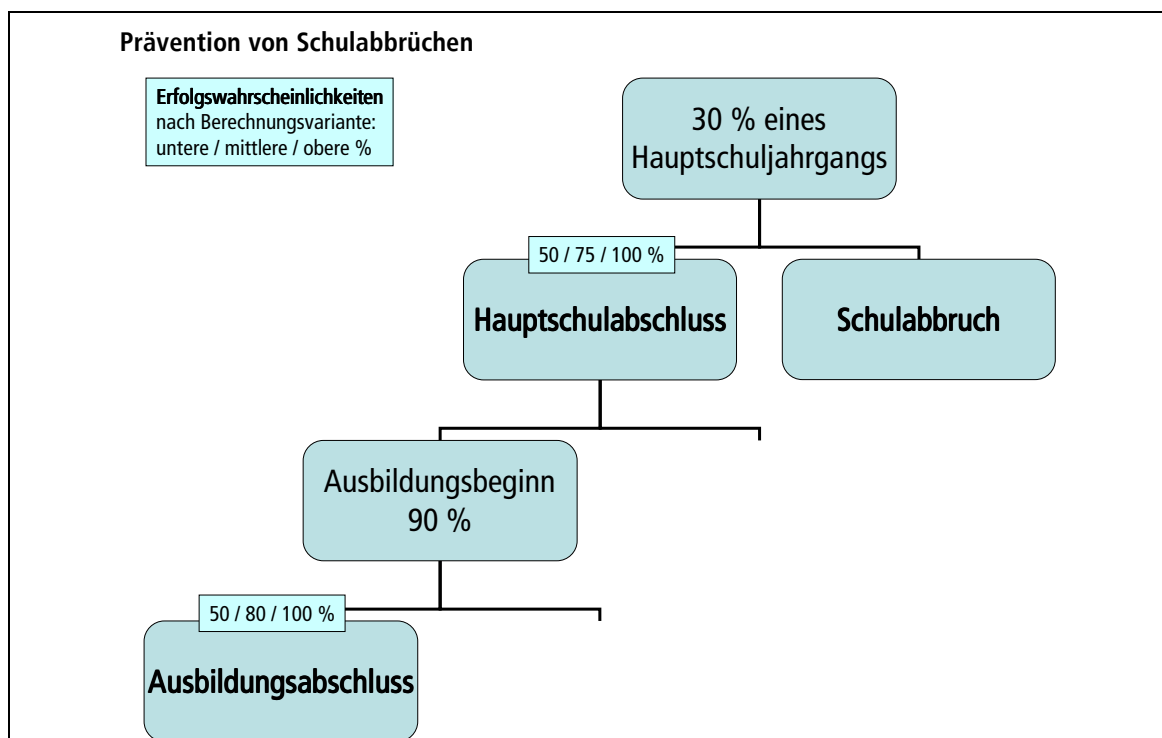 Prävention von Schulabbrüchen
Erfolgswahrscheinlichkeiten
nach Berechnungsvariante:
untere / mittlere / obere %
30 % eines
Hauptschuljahrgangs
50 / 75 / 100 %
Hauptschulabschluss
Schulabbruch
Ausbildungsbeginn
90 %
50 / 80 / 100 %
Ausbildungsabschluss